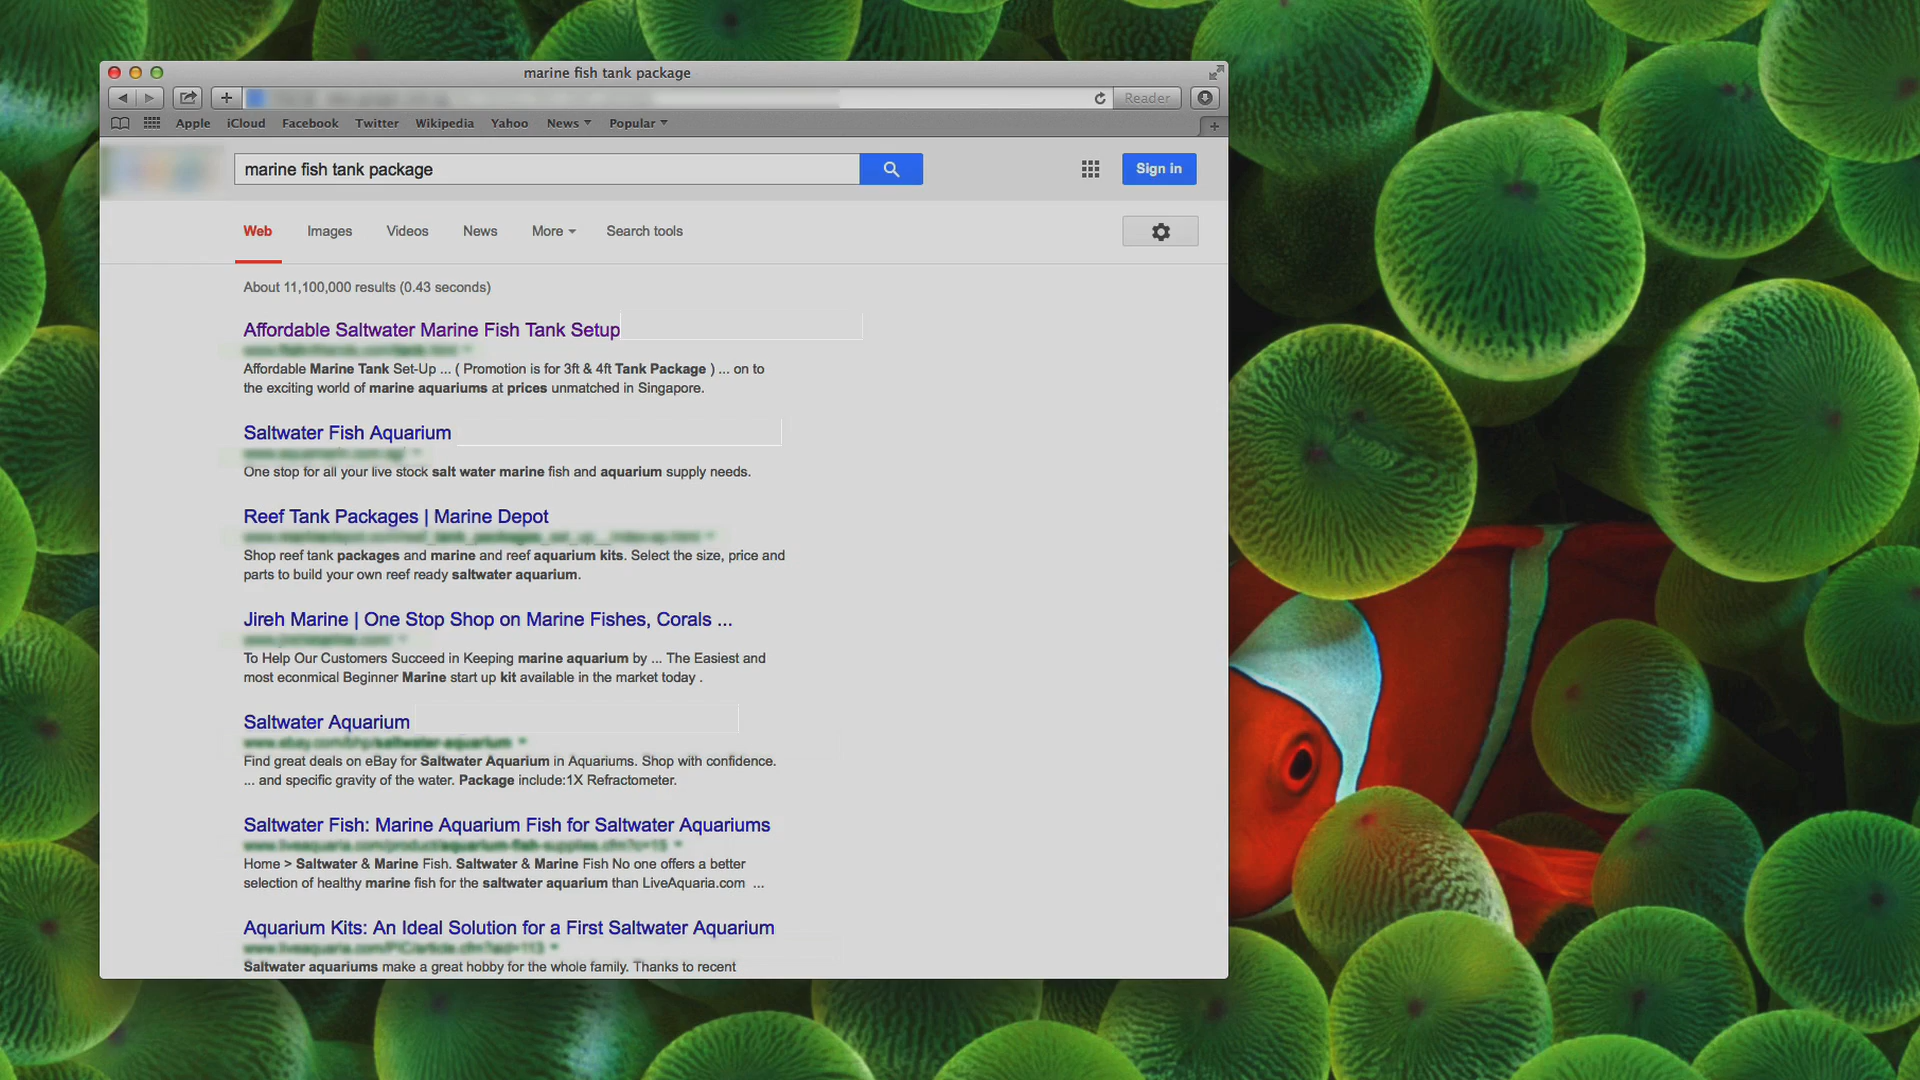 marine fish tank package
Reader
Apple iCloud Facebook Twitter Wikipedia Yahoo News Popular
marine fish tank package
Sign in
Web Images Videos News More Search tools
About 11,100,000 results (0.43 seconds)
Affordable Saltwater Marine Fish Tank Setup
Affordable Marine Tank Set-Up ... ( Promotion is for 3ft & 4ft Tank Package ) ... on to
the exciting world of marine aquariums at prices unmatched in Singapore.
Saltwater Fish Aquarium
One stop for all your live stock salt water marine fish and aquarium supply needs.
Reef Tank Packages | Marine Depot
Shop reef tank packages and marine and reef aquarium kits. Select the size, price and
parts to build your own reef ready saltwater aquarium.
Jireh Marine | One Stop Shop on Marine Fishes, Corals ...
To Help Our Customers Succeed in Keeping marine aquarium by ... The Easiest and
most econmical Beginner Marine start up kit available in the market today .
Saltwater Aquarium
Find great deals on eBay for Saltwater Aquarium in Aquariums. Shop with confidence.
... and specific gravity of the water. Package include:1X Refractometer.
Saltwater Fish: Marine Aquarium Fish for Saltwater Aquariums
Home > Saltwater & Marine Fish. Saltwater & Marine Fish No one offers a better
selection of healthy marine fish for the saltwater aquarium than LiveAquaria.com ...
Aquarium Kits: An Ideal Solution for a First Saltwater Aquarium
Saltwater aquariums make a great hobby for the whole family. Thanks to recent